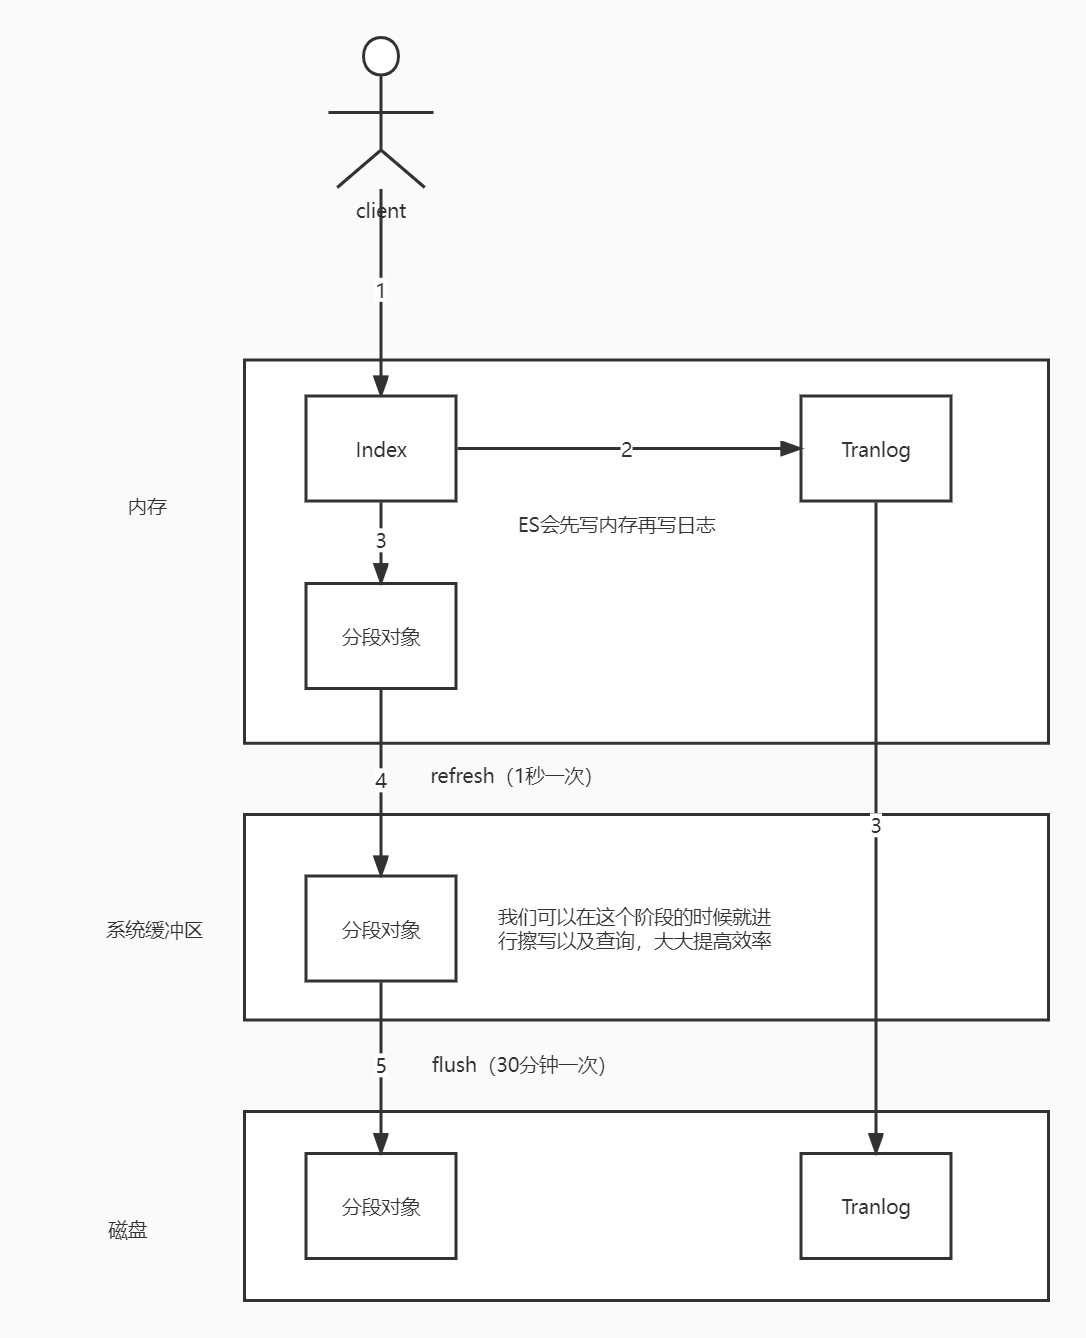 client
1
Index
2
Tranlog
内存
ES会先写内存再写日志
3
分段对象
4
refresh（1秒一次）
3
系统缓冲区
分段对象
我们可以在这个阶段的时候就进
行擦写以及查询，大大提高效率
5
flush（30分钟一次）
磁盘
分段对象
Tranlog